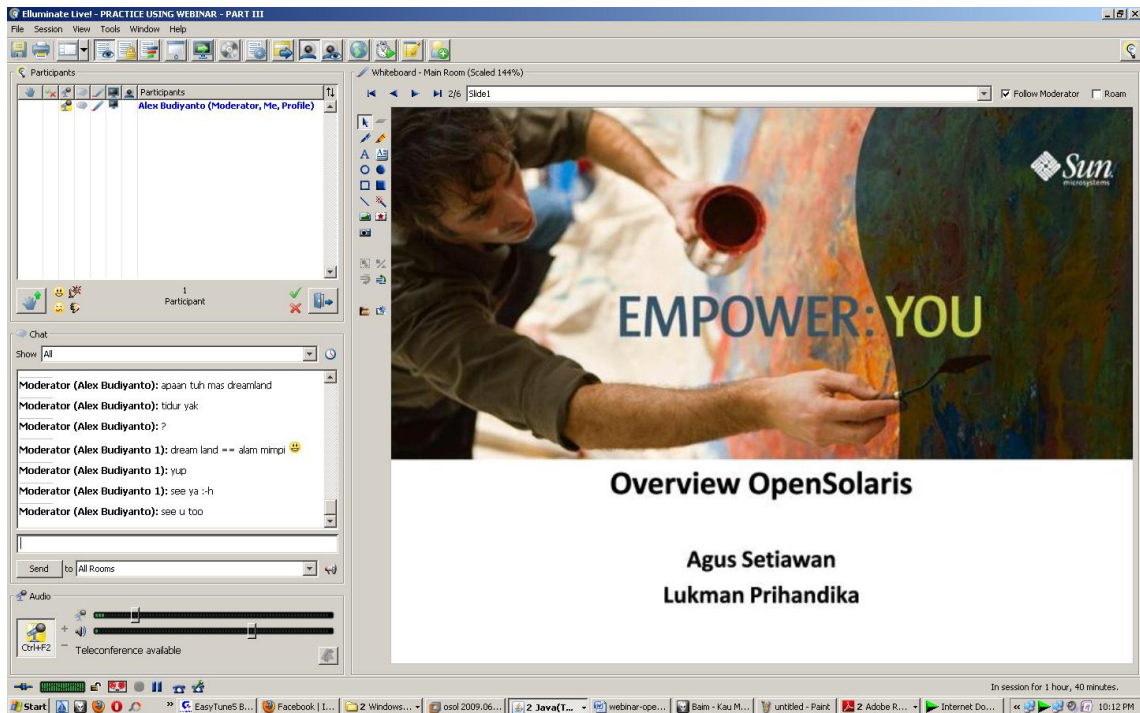 Elluminate Live! - PRACTICE USING WEBINAR - PART III
File Session View Tools Window Help
Participants
Participants
Alex Budiyanto (Moderator, Me, Profile)
1
Participant
Chat
Show All
Moderator (Alex Budiyanto): apaan tuh mas dreamland
Moderator (Alex Budiyanto): tidur yak
Moderator (Alex Budiyanto): ?
Moderator (Alex Budiyanto 1): dream land == alam mimpi
Moderator (Alex Budiyanto 1): yup
Moderator (Alex Budiyanto 1): see ya :-h
Moderator (Alex Budiyanto): see u too
Send to All Rooms
Audio
Ctrl+F2
Teleconference available
Whiteboard - Main Room (Scaled 144%)
2/6 Slide1 Follow Moderator Roam
Sun
microsystems
EMPOWER: YOU
Overview OpenSolaris
Agus Setiawan
Lukman Prihandika
In session for 1 hour, 40 minutes.
Start EasyTune5 B... Facebook | I... 2 Windows... osol 2009.06... 2 Java(T... webinar-ope... Baim - Kau M... untitled - Paint 2 Adobe R... Internet Do... 10:12 PM